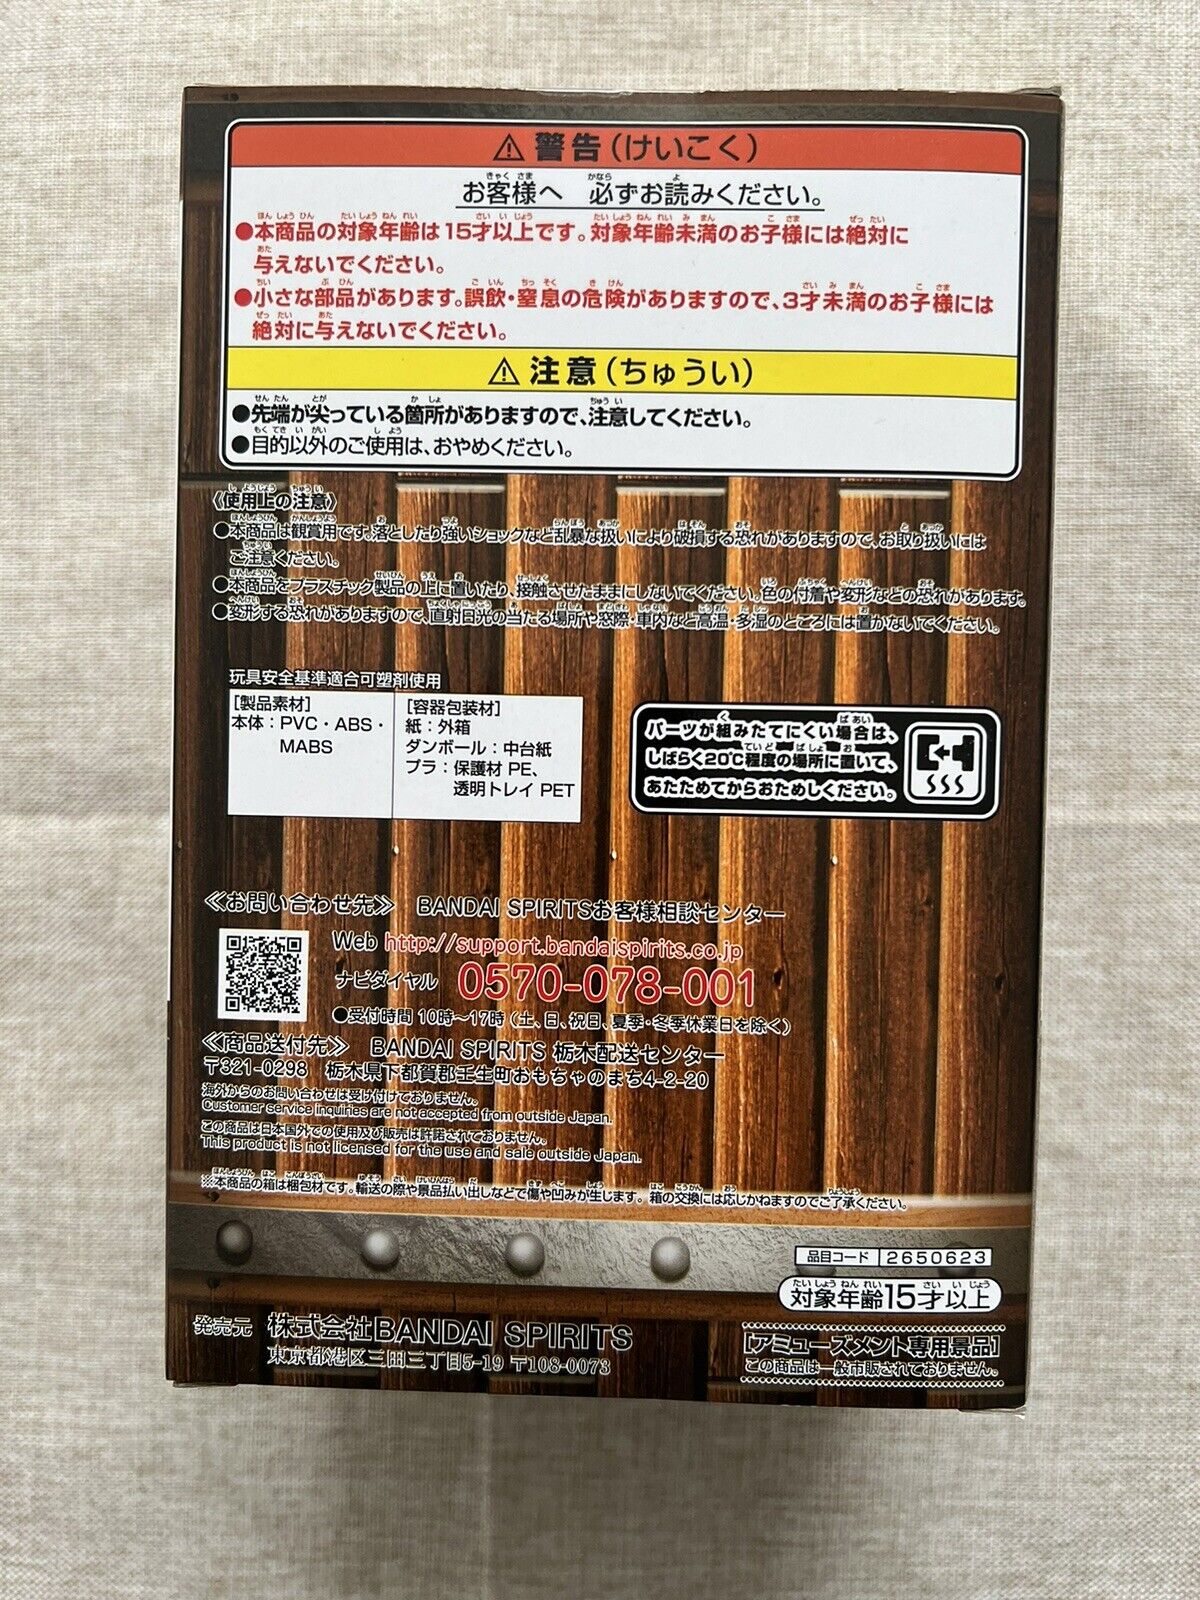 ⚠ 警告(けいこく)
お客様へ 必ずお読みください。
●本商品の対象年齢は15才以上です。対象年齢未満のお子様には絶対に
与えないでください。
●小さな部品があります。誤飲・窒息の危険がありますので、3才未満のお子様には
絶対に与えないでください。
⚠ 注意(ちゅうい)
●先端が尖っている箇所がありますので、注意してください。
●目的以外のご使用は、おやめください。
《使用上の注意》
●本商品は観賞用です。落としたり強いショックなど乱暴な扱いにより破損する恐れがありますので、お取り扱いには
ご注意ください。
●本商品をプラスチック製品の上に置いたり、接触させたままにしないでください。色の付着や変形などの恐れがあります。
●変形する恐れがありますので、直射日光の当たる場所や窓際・車内など高温・多湿のところには置かないでください。
玩具安全基準適合可塑剤使用
[製品素材]
本体:PVC・ABS・
MABS
[容器包装材]
紙:外箱
ダンボール:中台紙
プラ:保護材 PE、
透明トレイ PET
パーツが組みたてにくい場合は、
しばらく20℃程度の場所に置いて、
あたためてからおためしください。
≪お問い合わせ先≫ BANDAI SPIRITSお客様相談センター
Web http://support.bandaispirits.co.jp
ナビダイヤル 0570-078-001
●受付時間 10時〜17時(土、日、祝日、夏季・冬季休業日を除く)
≪商品送付先≫ BANDAI SPIRITS 栃木配送センター
〒321-0298 栃木県下都賀郡壬生町おもちゃのまち4-2-20
海外からのお問い合わせは受け付けておりません。
Customer service inquiries are not accepted from outside Japan.
この商品は日本国外での使用及び販売は許諾されておりません。
This product is not licensed for the use and sale outside Japan.
※本商品の箱は梱包材です。輸送の際や景品払い出しなどで傷や凹みが生じます。箱の交換には応じかねますのでご了承ください。
品目コード 2650623
対象年齢15才以上
発売元 株式会社BANDAI SPIRITS
東京都港区三田三丁目5-19 〒108-0073
[アミューズメント専用景品]
この商品は一般市販されておりません。